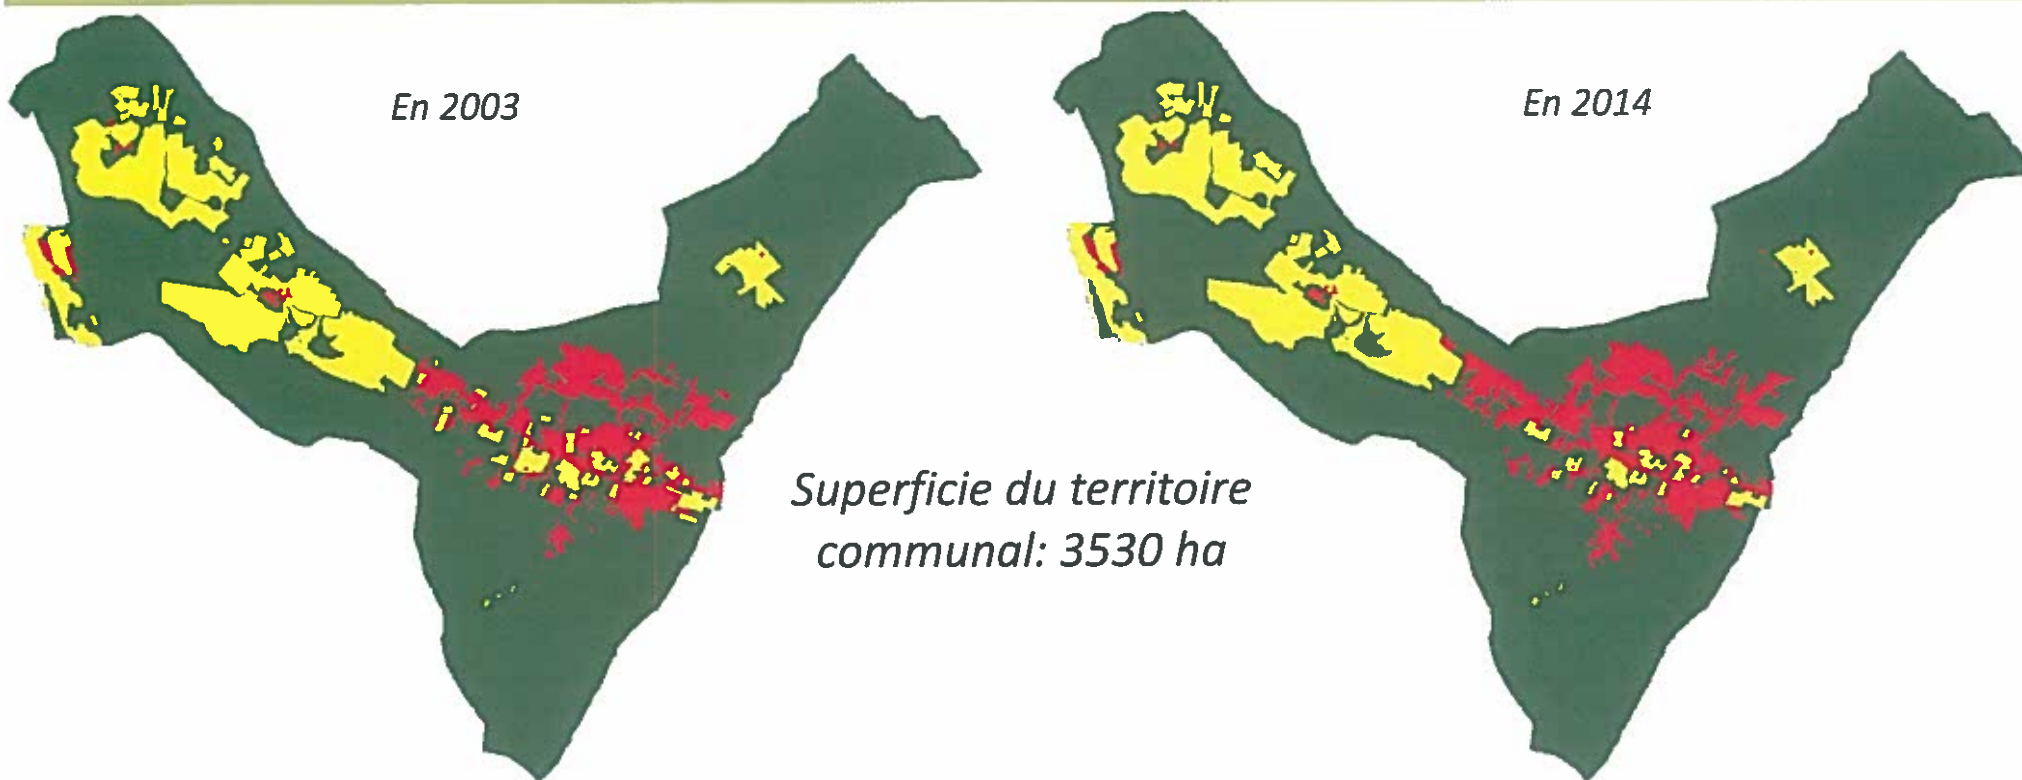 En 2003
En 2014
Superficie du territoire
communal: 3530 ha